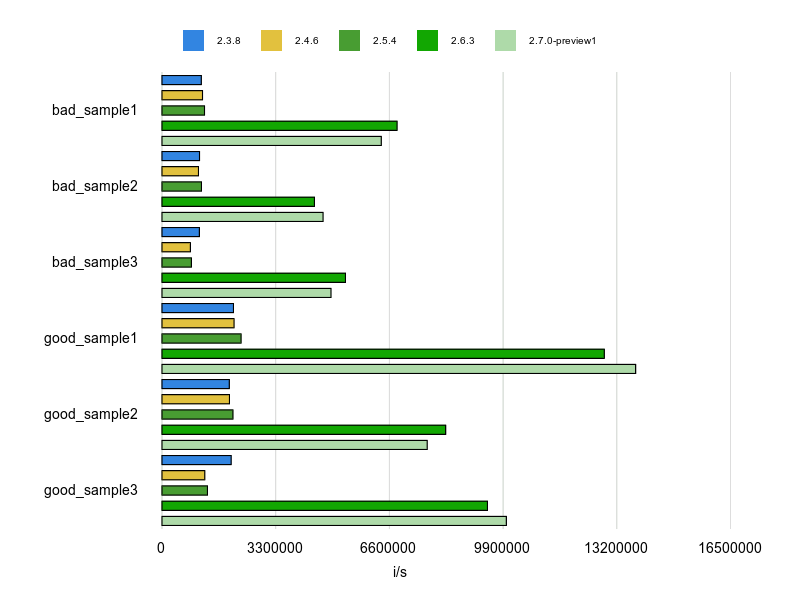 2.3.8 2.4.6 2.5.4 2.6.3 2.7.0-preview1
bad_sample1
bad_sample2
bad_sample3
good_sample1
good_sample2
good_sample3
0 3300000 6600000 9900000 13200000 16500000
i/s